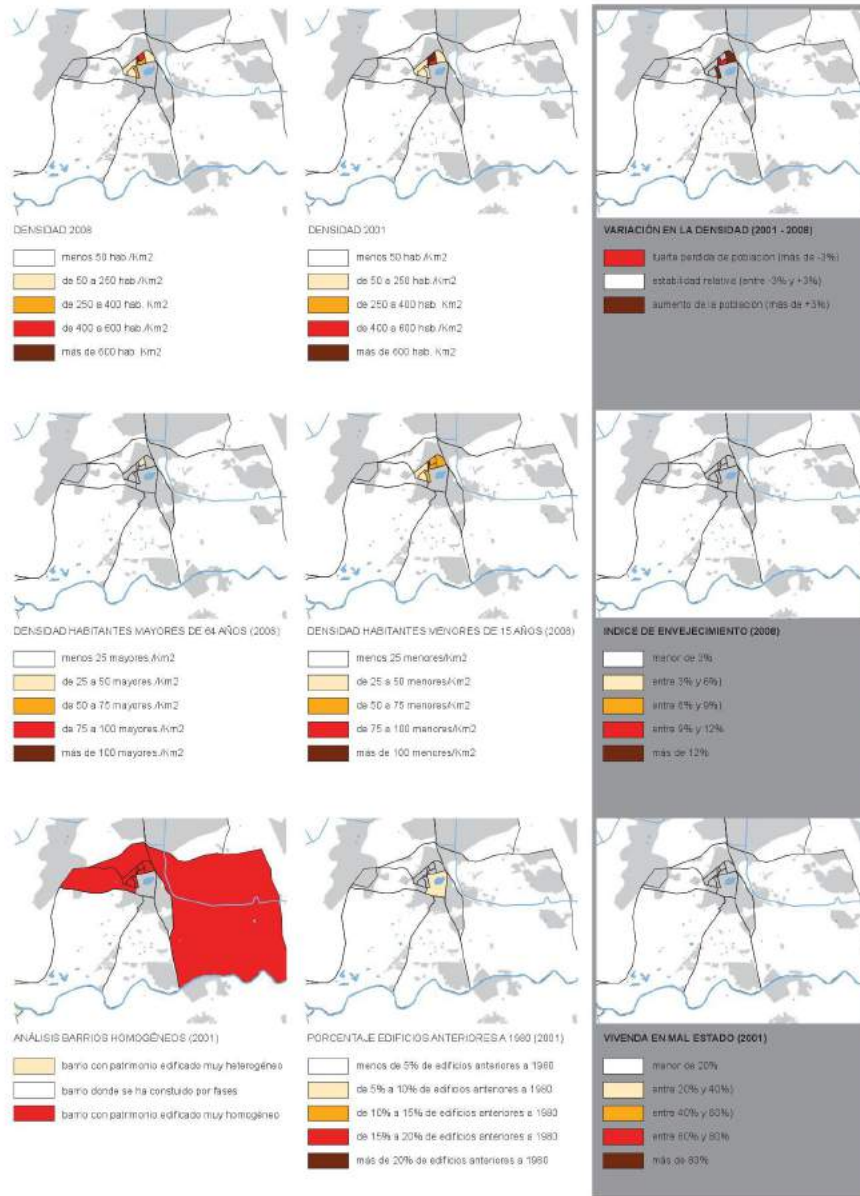 DENSIDAD 2008
menos 50 hab./Km2
de 50 a 250 hab./Km2
de 250 a 400 hab. Km2
de 400 a 600 hab./Km2
más de 600 hab. Km2
DENSIDAD 2001
menos 50 hab./Km2
de 50 a 250 hab./Km2
de 250 a 400 hab. Km2
de 400 a 600 hab./Km2
más de 600 hab. Km2
VARIACIÓN EN LA DENSIDAD (2001 - 2008)
fuerte perdida de población (más de -3%)
estabilidad relativa (entre -3% y +3%)
aumento de la población (más de +3%)
DENSIDAD HABITANTES MAYORES DE 64 AÑOS (2008)
menos 25 mayores./Km2
de 25 a 50 mayores./Km2
de 50 a 75 mayores./Km2
de 75 a 100 mayores./Km2
más de 100 mayores./Km2
DENSIDAD HABITANTES MENORES DE 15 AÑOS (2008)
menos 25 menores/Km2
de 25 a 50 menores/Km2
de 50 a 75 menores/Km2
de 75 a 100 menores/Km2
más de 100 menores/Km2
INDICE DE ENVEJECIMIENTO (2008)
menor de 3%
entre 3% y 6%)
entre 6% y 9%)
entre 9% y 12%
más de 12%
ANÁLISIS BARRIOS HOMOGÉNEOS (2001)
barrio con patrimonio edificado muy heterogéneo
barrio donde se ha constuido por fases
barrio con patrimonio edificado muy homogéneo
PORCENTAJE EDIFICIOS ANTERIORES A 1980 (2001)
menos de 5% de edificios anteriores a 1980
de 5% a 10% de edificios anteriores a 1980
de 10% a 15% de edificios anteriores a 1980
de 15% a 20% de edificios anteriores a 1980
más de 20% de edificios anteriores a 1980
VIVENDA EN MAL ESTADO (2001)
menor de 20%
entre 20% y 40%)
entre 40% y 60%)
entre 60% y 80%
más de 80%